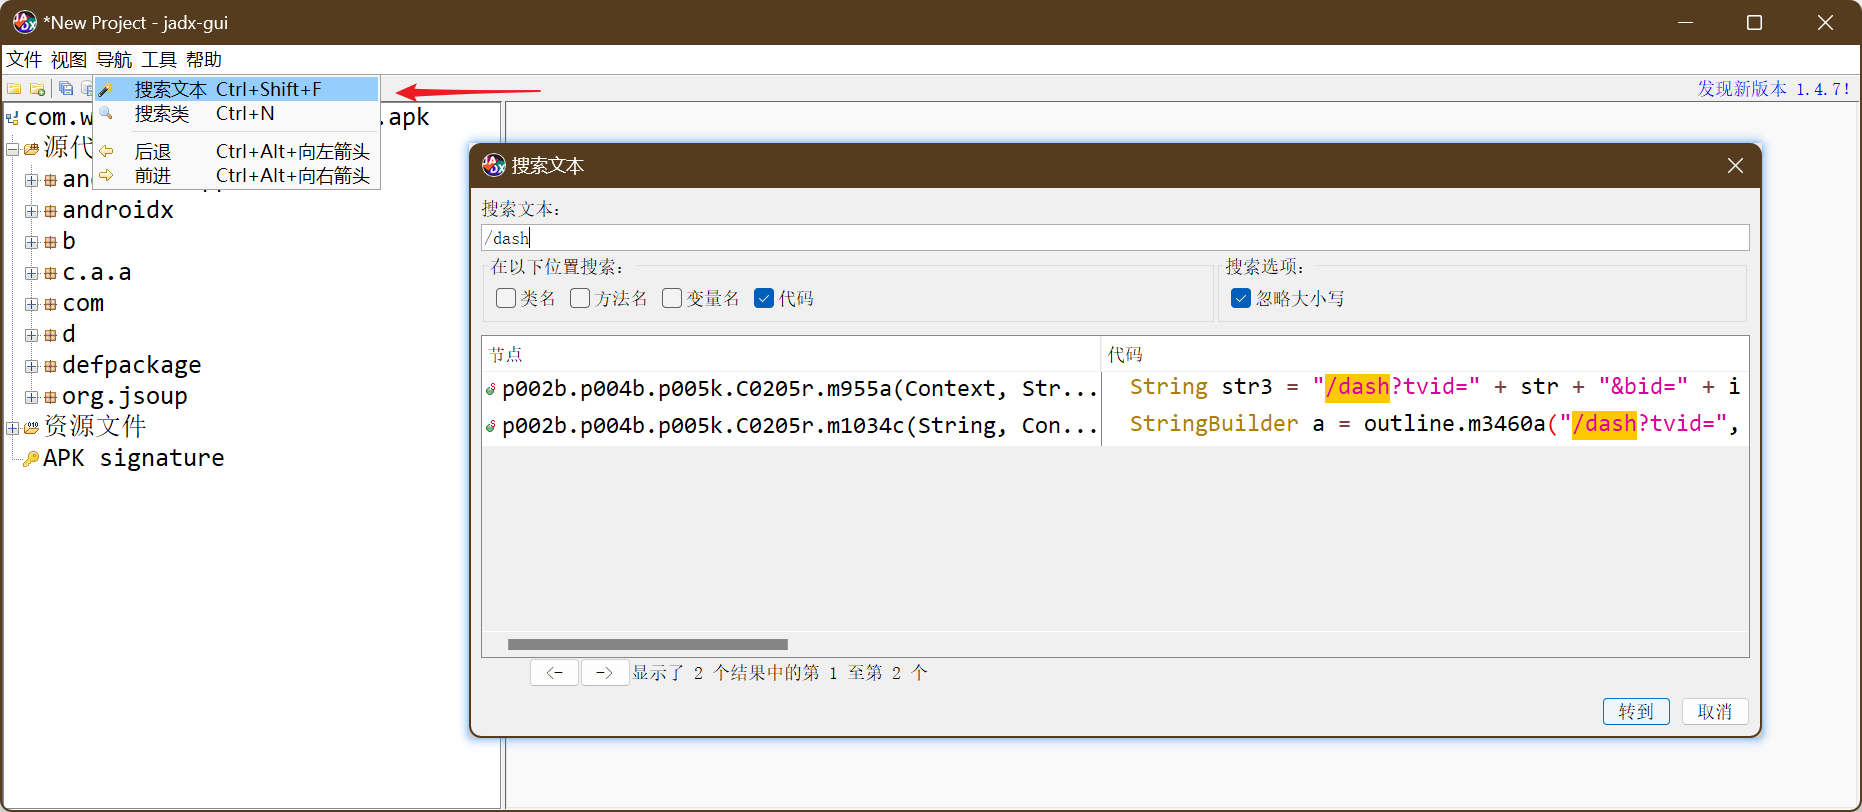 *New Project - jadx-gui
文件 视图 导航 工具 帮助
搜索文本 Ctrl+Shift+F
搜索类 Ctrl+N
后退 Ctrl+Alt+向左箭头
前进 Ctrl+Alt+向右箭头
发现新版本 1.4.7!
com.w
.apk
源代
an
androidx
b
c.a.a
com
d
defpackage
org.jsoup
资源文件
APK signature
搜索文本
搜索文本:
/dash
在以下位置搜索:
类名 方法名 变量名 代码
搜索选项:
忽略大小写
节点 代码
p002b.p004b.p005k.C0205r.m955a(Context, Str... String str3 = "/dash?tvid=" + str + "&bid=" + i
p002b.p004b.p005k.C0205r.m1034c(String, Con... StringBuilder a = outline.m3460a("/dash?tvid=",
<- -> 显示了 2 个结果中的第 1 至第 2 个
转到 取消